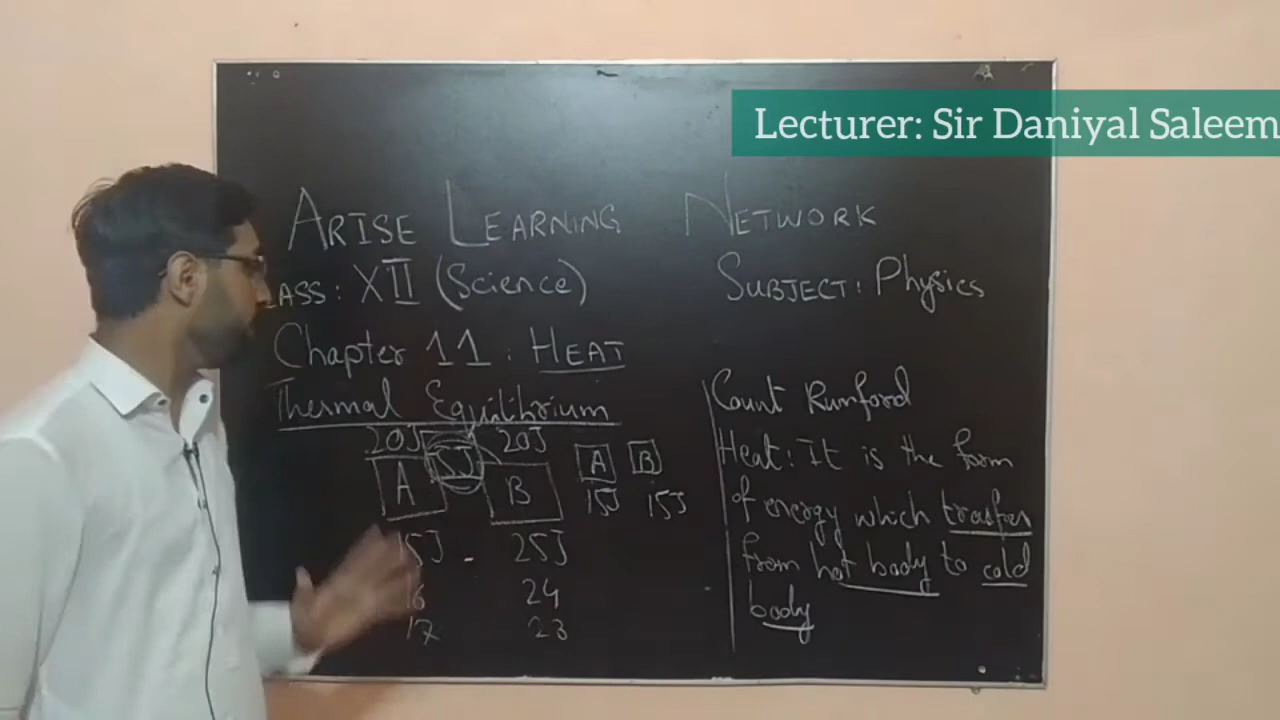 Lecturer: Sir Daniyal Saleem
ARISE LEARNING NETWORK
LASS: XII (Science) SUBJECT: Physics
Chapter 11: HEAT
Thermal Equilibrium
20J 5J 20J
A B
A B
15J 15J
15J - 25J
16 24
17 23
Count Rumford
Heat: It is the form
of energy which trasfer
from hot body to cold
body